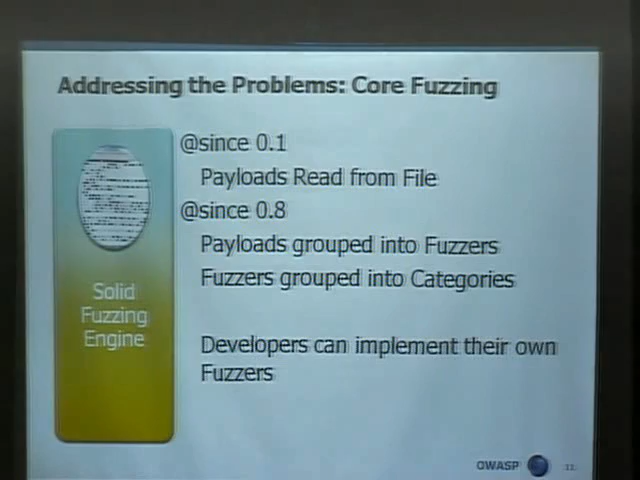 Addressing the Problems: Core Fuzzing
@since 0.1
Payloads Read from File
@since 0.8
Payloads grouped into Fuzzers
Fuzzers grouped into Categories
Developers can implement their own
Fuzzers
Solid
Fuzzing
Engine
OWASP